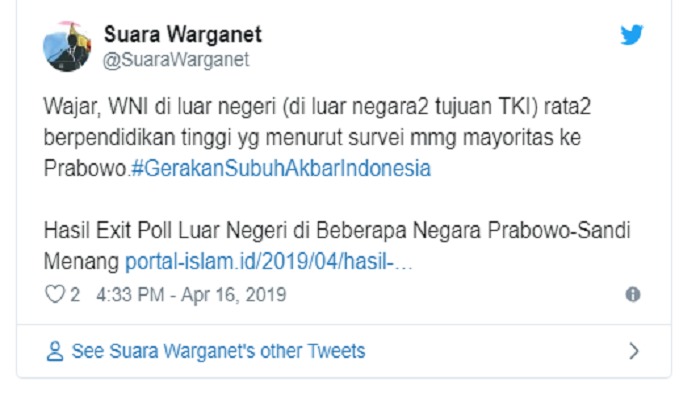 Suara Warganet
@SuaraWarganet
Wajar, WNI di luar negeri (di luar negara2 tujuan TKI) rata2
berpendidikan tinggi yg menurut survei mmg mayoritas ke
Prabowo.#GerakanSubuhAkbarIndonesia
Hasil Exit Poll Luar Negeri di Beberapa Negara Prabowo-Sandi
Menang portal-islam.id/2019/04/hasil-...
2 4:33 PM - Apr 16, 2019
See Suara Warganet's other Tweets